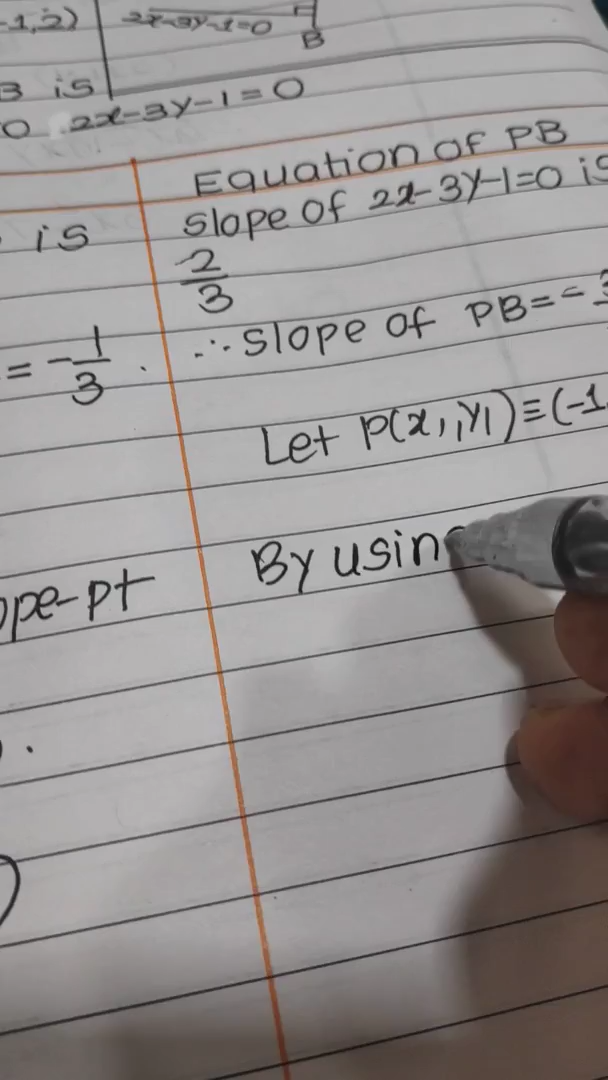 -1,2)
2x-3y-1=0
B
B is
0 2x-3y-1=0
Equation of PB
is
slope of 2x-3y-1=0 is
2
3
= -1/3 . ∴ slope of PB = -3
Let P(x1,y1) ≡ (-1,
ope-pt
By usin
).
)